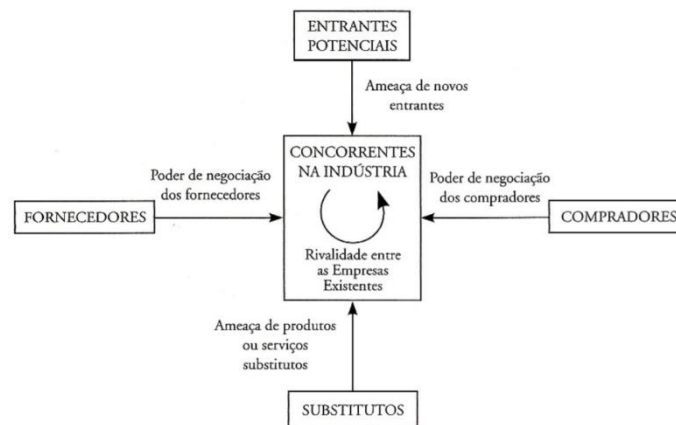 ENTRANTES
POTENCIAIS
Ameaça de novos
entrantes
CONCORRENTES
NA INDÚSTRIA
Poder de negociação
dos fornecedores
Poder de negociação
dos compradores
FORNECEDORES
COMPRADORES
Rivalidade entre
as Empresas
Existentes
Ameaça de produtos
ou serviços
substitutos
SUBSTITUTOS